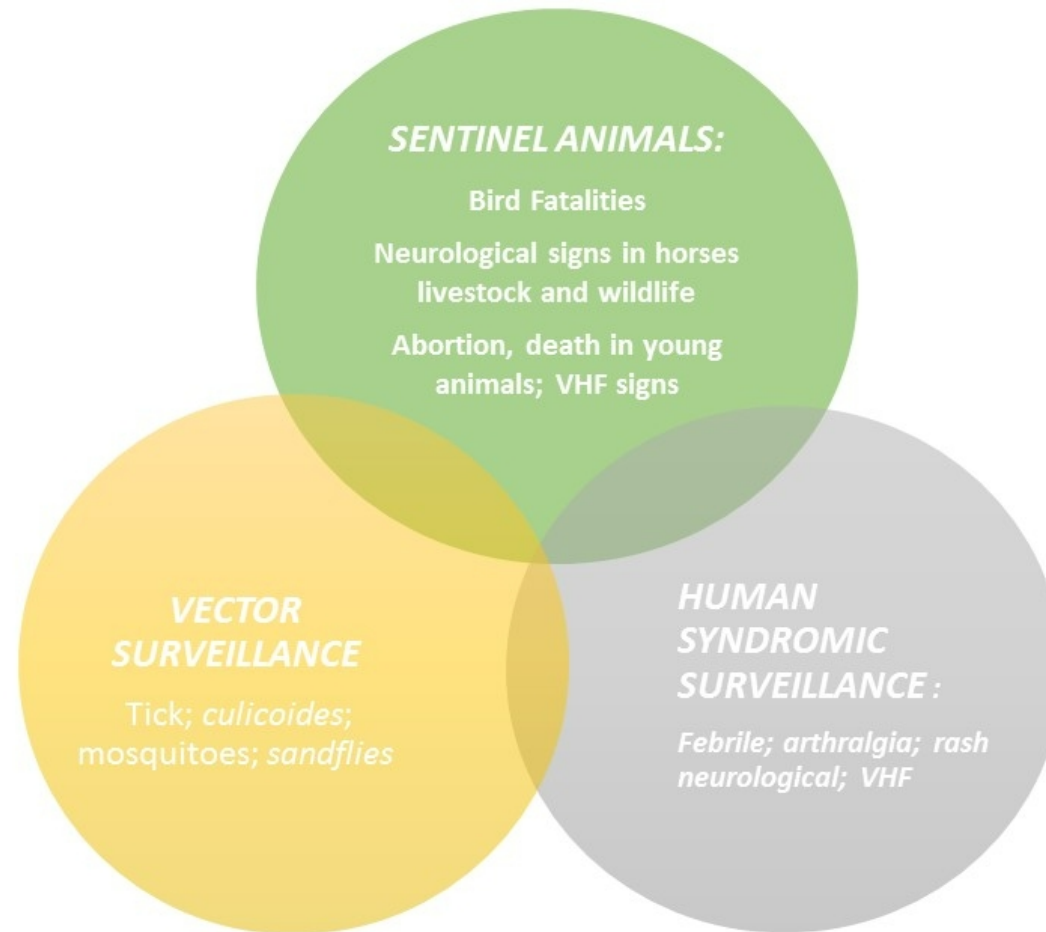 SENTINEL ANIMALS:
Bird Fatalities
Neurological signs in horses
livestock and wildlife
Abortion, death in young
animals; VHF signs
VECTOR
SURVEILLANCE
Tick; culicoides;
mosquitoes; sandflies
HUMAN
SYNDROMIC
SURVEILLANCE :
Febrile; arthralgia; rash
neurological; VHF